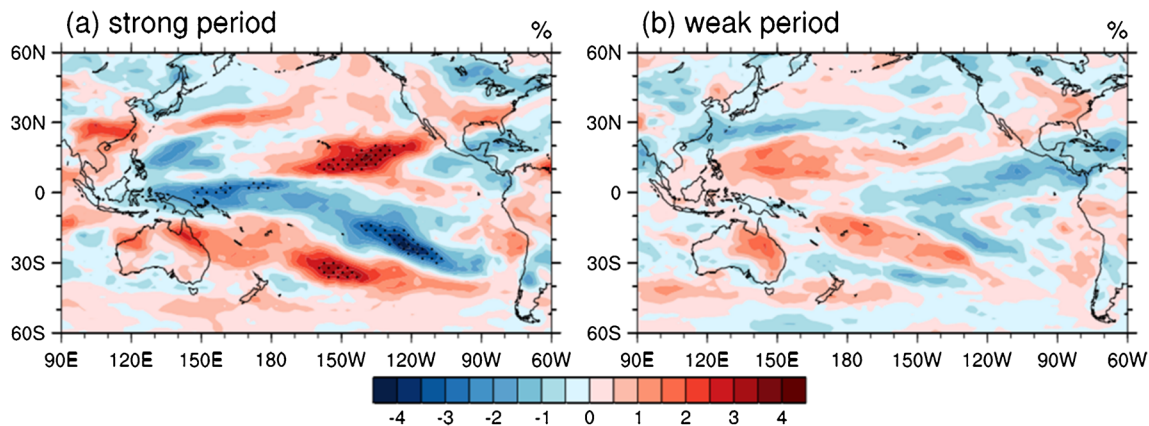 (a) strong period
%
(b) weak period
%
60N
30N
0
30S
60S
90E 120E 150E 180 150W 120W 90W 60W
60N
30N
0
30S
60S
90E 120E 150E 180 150W 120W 90W 60W
-4 -3 -2 -1 0 1 2 3 4